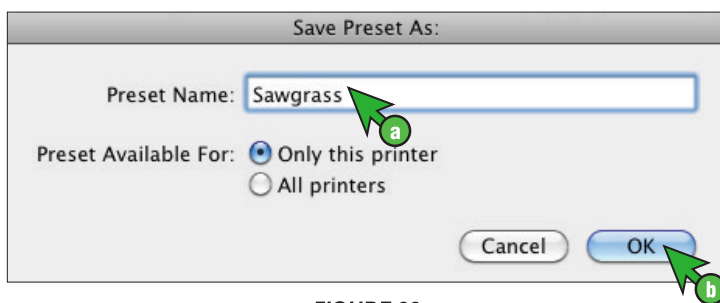 Save Preset As:
Preset Name: Sawgrass
a
Preset Available For: Only this printer
All printers
Cancel OK
b